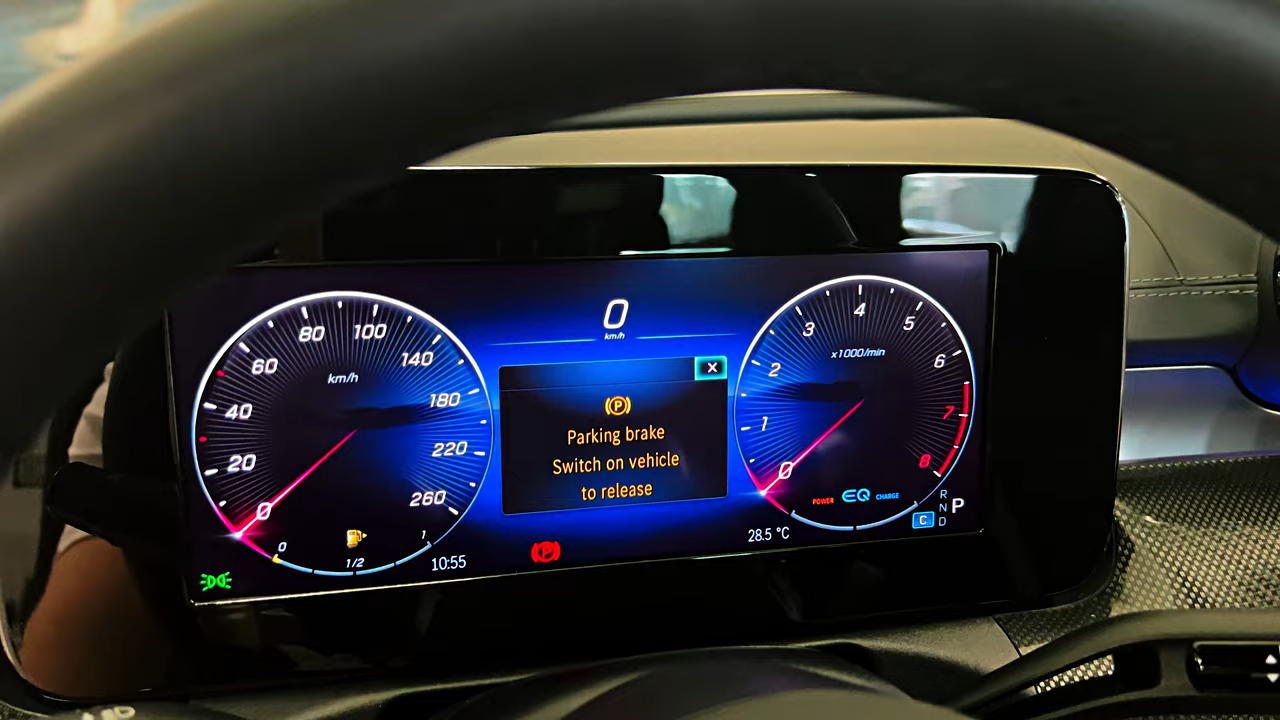 0
km/h
20
40
60
80
100
140
180
220
260
0
km/h
0
1/2
1
10:55
X
P
Parking brake
Switch on vehicle
to release
P
0
1
2
3
4
5
6
7
8
x1000/min
POWER
EQ
CHARGE
28.5 °C
C
R
N
D
P